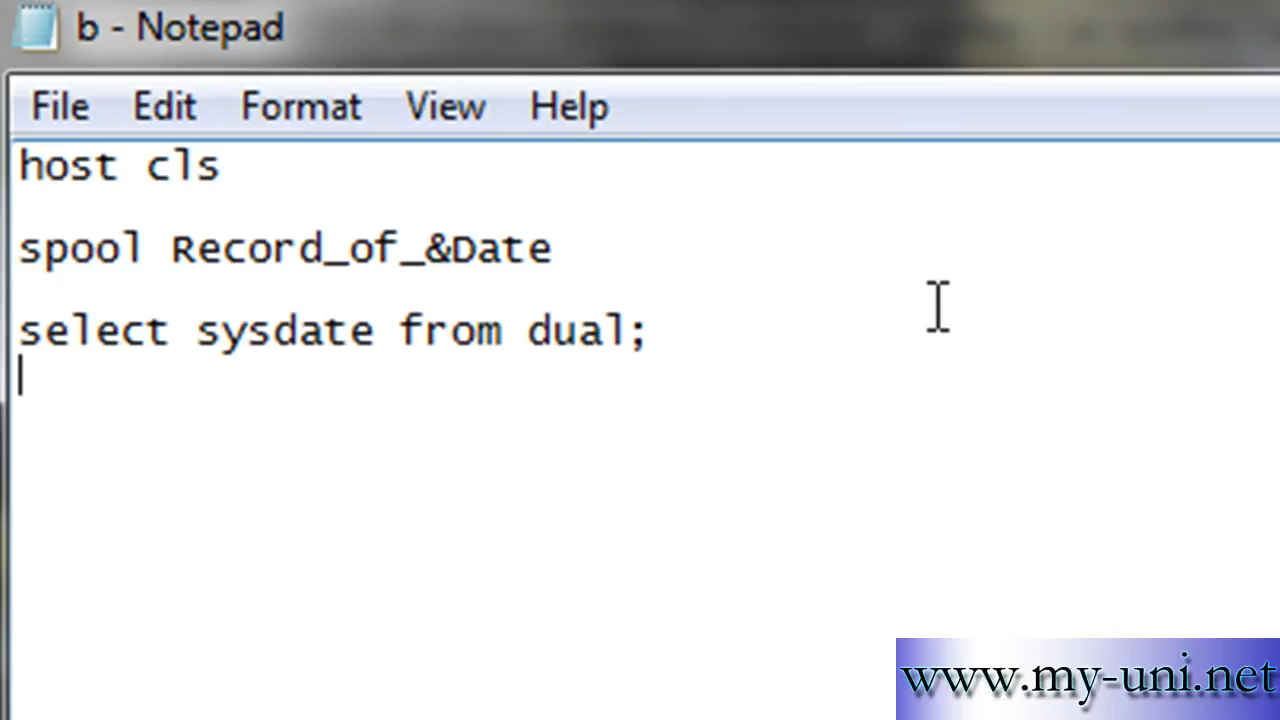 b - Notepad
File Edit Format View Help
host cls
spool Record_of_&Date
select sysdate from dual;
www.my-uni.net